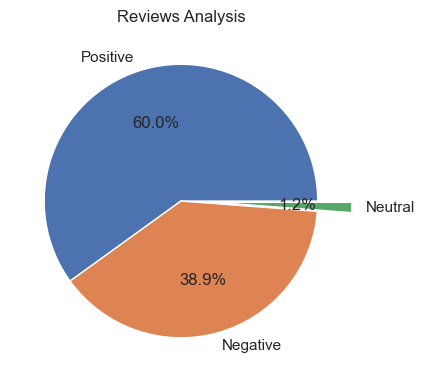 Reviews Analysis
Positive
60.0%
1.2%
Neutral
38.9%
Negative